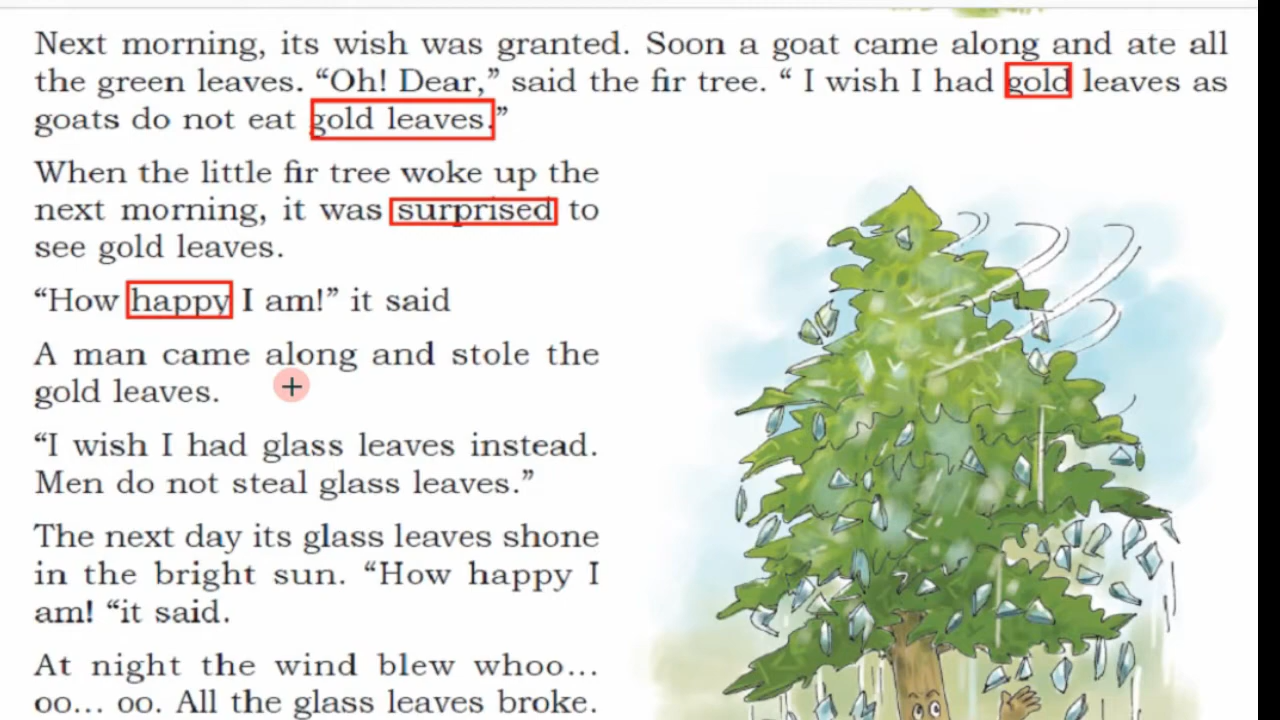 Next morning, its wish was granted. Soon a goat came along and ate all
the green leaves. “Oh! Dear,” said the fir tree. “ I wish I had gold leaves as
goats do not eat gold leaves.”
When the little fir tree woke up the
next morning, it was surprised to
see gold leaves.
“How happy I am!” it said
A man came along and stole the
gold leaves.
“I wish I had glass leaves instead.
Men do not steal glass leaves.”
The next day its glass leaves shone
in the bright sun. “How happy I
am! “it said.
At night the wind blew whoo...
oo... oo. All the glass leaves broke.